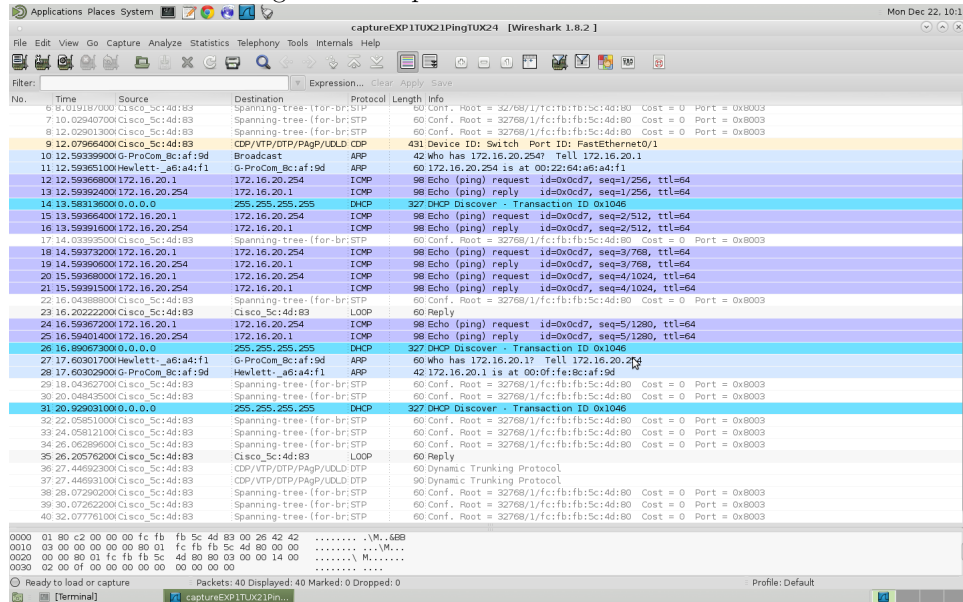 Applications Places System Mon Dec 22, 10:1
captureEXP1TUX21PingTUX24 [Wireshark 1.8.2 ]
File Edit View Go Capture Analyze Statistics Telephony Tools Internals Help
Filter: Expression... Clear Apply Save
No. Time Source Destination Protocol Length Info
6 8.019187000 Cisco_5c:4d:83 Spanning-tree-(for-br: STP 60 Conf. Root = 32768/1/fc:fb:fb:5c:4d:80 Cost = 0 Port = 0x8003
7 10.02940700( Cisco_5c:4d:83 Spanning-tree-(for-br: STP 60 Conf. Root = 32768/1/fc:fb:fb:5c:4d:80 Cost = 0 Port = 0x8003
8 12.02901300( Cisco_5c:4d:83 Spanning-tree-(for-br: STP 60 Conf. Root = 32768/1/fc:fb:fb:5c:4d:80 Cost = 0 Port = 0x8003
9 12.07966400( Cisco_5c:4d:83 CDP/VTP/DTP/PAgP/UDLD CDP 431 Device ID: Switch Port ID: FastEthernet0/1
10 12.59339900( G-ProCom_8c:af:9d Broadcast ARP 42 Who has 172.16.20.254? Tell 172.16.20.1
11 12.59365100( Hewlett-_a6:a4:f1 G-ProCom_8c:af:9d ARP 60 172.16.20.254 is at 00:22:64:a6:a4:f1
12 12.59366800( 172.16.20.1 172.16.20.254 ICMP 98 Echo (ping) request id=0x0cd7, seq=1/256, ttl=64
13 12.59392400( 172.16.20.254 172.16.20.1 ICMP 98 Echo (ping) reply id=0x0cd7, seq=1/256, ttl=64
14 13.58313600( 0.0.0.0 255.255.255.255 DHCP 327 DHCP Discover - Transaction ID 0x1046
15 13.59366400( 172.16.20.1 172.16.20.254 ICMP 98 Echo (ping) request id=0x0cd7, seq=2/512, ttl=64
16 13.59391600( 172.16.20.254 172.16.20.1 ICMP 98 Echo (ping) reply id=0x0cd7, seq=2/512, ttl=64
17 14.03393500( Cisco_5c:4d:83 Spanning-tree-(for-br: STP 60 Conf. Root = 32768/1/fc:fb:fb:5c:4d:80 Cost = 0 Port = 0x8003
18 14.59373200( 172.16.20.1 172.16.20.254 ICMP 98 Echo (ping) request id=0x0cd7, seq=3/768, ttl=64
19 14.59390600( 172.16.20.254 172.16.20.1 ICMP 98 Echo (ping) reply id=0x0cd7, seq=3/768, ttl=64
20 15.59368000( 172.16.20.1 172.16.20.254 ICMP 98 Echo (ping) request id=0x0cd7, seq=4/1024, ttl=64
21 15.59391500( 172.16.20.254 172.16.20.1 ICMP 98 Echo (ping) reply id=0x0cd7, seq=4/1024, ttl=64
22 16.04388800( Cisco_5c:4d:83 Spanning-tree-(for-br: STP 60 Conf. Root = 32768/1/fc:fb:fb:5c:4d:80 Cost = 0 Port = 0x8003
23 16.20222000( Cisco_5c:4d:83 Cisco_5c:4d:83 LOOP 60 Reply
24 16.59367200( 172.16.20.1 172.16.20.254 ICMP 98 Echo (ping) request id=0x0cd7, seq=5/1280, ttl=64
25 16.59401400( 172.16.20.254 172.16.20.1 ICMP 98 Echo (ping) reply id=0x0cd7, seq=5/1280, ttl=64
26 16.89067300( 0.0.0.0 255.255.255.255 DHCP 327 DHCP Discover - Transaction ID 0x1046
27 17.60301700( Hewlett-_a6:a4:f1 G-ProCom_8c:af:9d ARP 60 Who has 172.16.20.1? Tell 172.16.20.254
28 17.60302900( G-ProCom_8c:af:9d Hewlett-_a6:a4:f1 ARP 42 172.16.20.1 is at 00:0f:fe:8c:af:9d
29 18.04362700( Cisco_5c:4d:83 Spanning-tree-(for-br: STP 60 Conf. Root = 32768/1/fc:fb:fb:5c:4d:80 Cost = 0 Port = 0x8003
30 20.04843500( Cisco_5c:4d:83 Spanning-tree-(for-br: STP 60 Conf. Root = 32768/1/fc:fb:fb:5c:4d:80 Cost = 0 Port = 0x8003
31 20.92903100( 0.0.0.0 255.255.255.255 DHCP 327 DHCP Discover - Transaction ID 0x1046
32 22.05851000( Cisco_5c:4d:83 Spanning-tree-(for-br: STP 60 Conf. Root = 32768/1/fc:fb:fb:5c:4d:80 Cost = 0 Port = 0x8003
33 24.05812100( Cisco_5c:4d:83 Spanning-tree-(for-br: STP 60 Conf. Root = 32768/1/fc:fb:fb:5c:4d:80 Cost = 0 Port = 0x8003
34 26.06289600( Cisco_5c:4d:83 Spanning-tree-(for-br: STP 60 Conf. Root = 32768/1/fc:fb:fb:5c:4d:80 Cost = 0 Port = 0x8003
35 26.20576200( Cisco_5c:4d:83 Cisco_5c:4d:83 LOOP 60 Reply
36 27.44692300( Cisco_5c:4d:83 CDP/VTP/DTP/PAgP/UDLD DTP 60 Dynamic Trunking Protocol
37 27.44693100( Cisco_5c:4d:83 CDP/VTP/DTP/PAgP/UDLD DTP 90 Dynamic Trunking Protocol
38 28.07290200( Cisco_5c:4d:83 Spanning-tree-(for-br: STP 60 Conf. Root = 32768/1/fc:fb:fb:5c:4d:80 Cost = 0 Port = 0x8003
39 30.07262200( Cisco_5c:4d:83 Spanning-tree-(for-br: STP 60 Conf. Root = 32768/1/fc:fb:fb:5c:4d:80 Cost = 0 Port = 0x8003
40 32.07776100( Cisco_5c:4d:83 Spanning-tree-(for-br: STP 60 Conf. Root = 32768/1/fc:fb:fb:5c:4d:80 Cost = 0 Port = 0x8003
0000 01 80 c2 00 00 00 fc fb fb 5c 4d 83 00 26 42 42 ........ .\M..&BB
0010 03 00 00 00 00 00 80 01 fc fb fb 5c 4d 80 00 00 ........ ...\M...
0020 00 00 80 01 fc fb fb 5c 4d 80 80 03 00 00 14 00 .......\ M.......
0030 02 00 0f 00 00 00 00 00 00 00 00 00 ........ ....
Ready to load or capture Packets: 40 Displayed: 40 Marked: 0 Dropped: 0 Profile: Default
[Terminal] captureEXP1TUX21Pin...